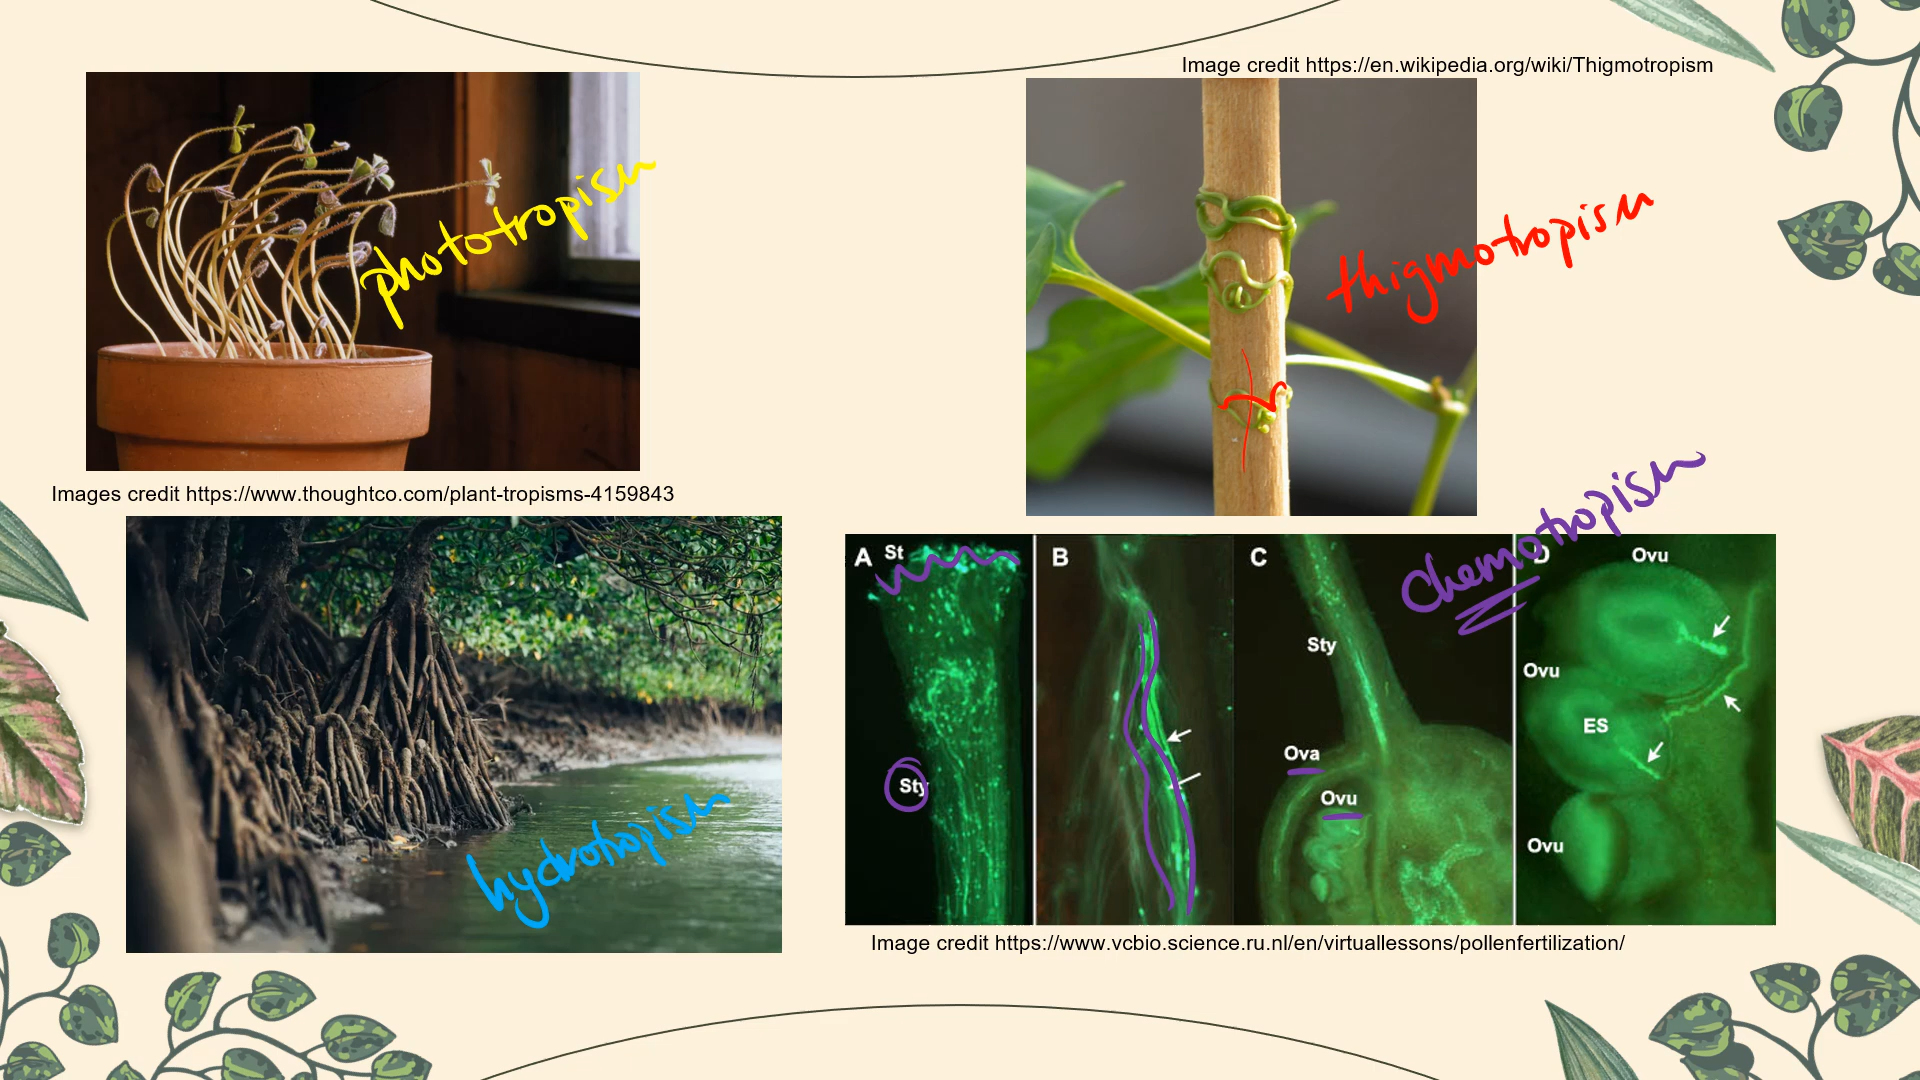 Image credit https://en.wikipedia.org/wiki/Thigmotropism
phototropism
thigmotropism
Images credit https://www.thoughtco.com/plant-tropisms-4159843
hydrotropism
chemotropism
A St
Sty
B
C
Sty
Ova
Ovu
D
Ovu
Ovu
ES
Ovu
Image credit https://www.vcbio.science.ru.nl/en/virtuallessons/pollenfertilization/